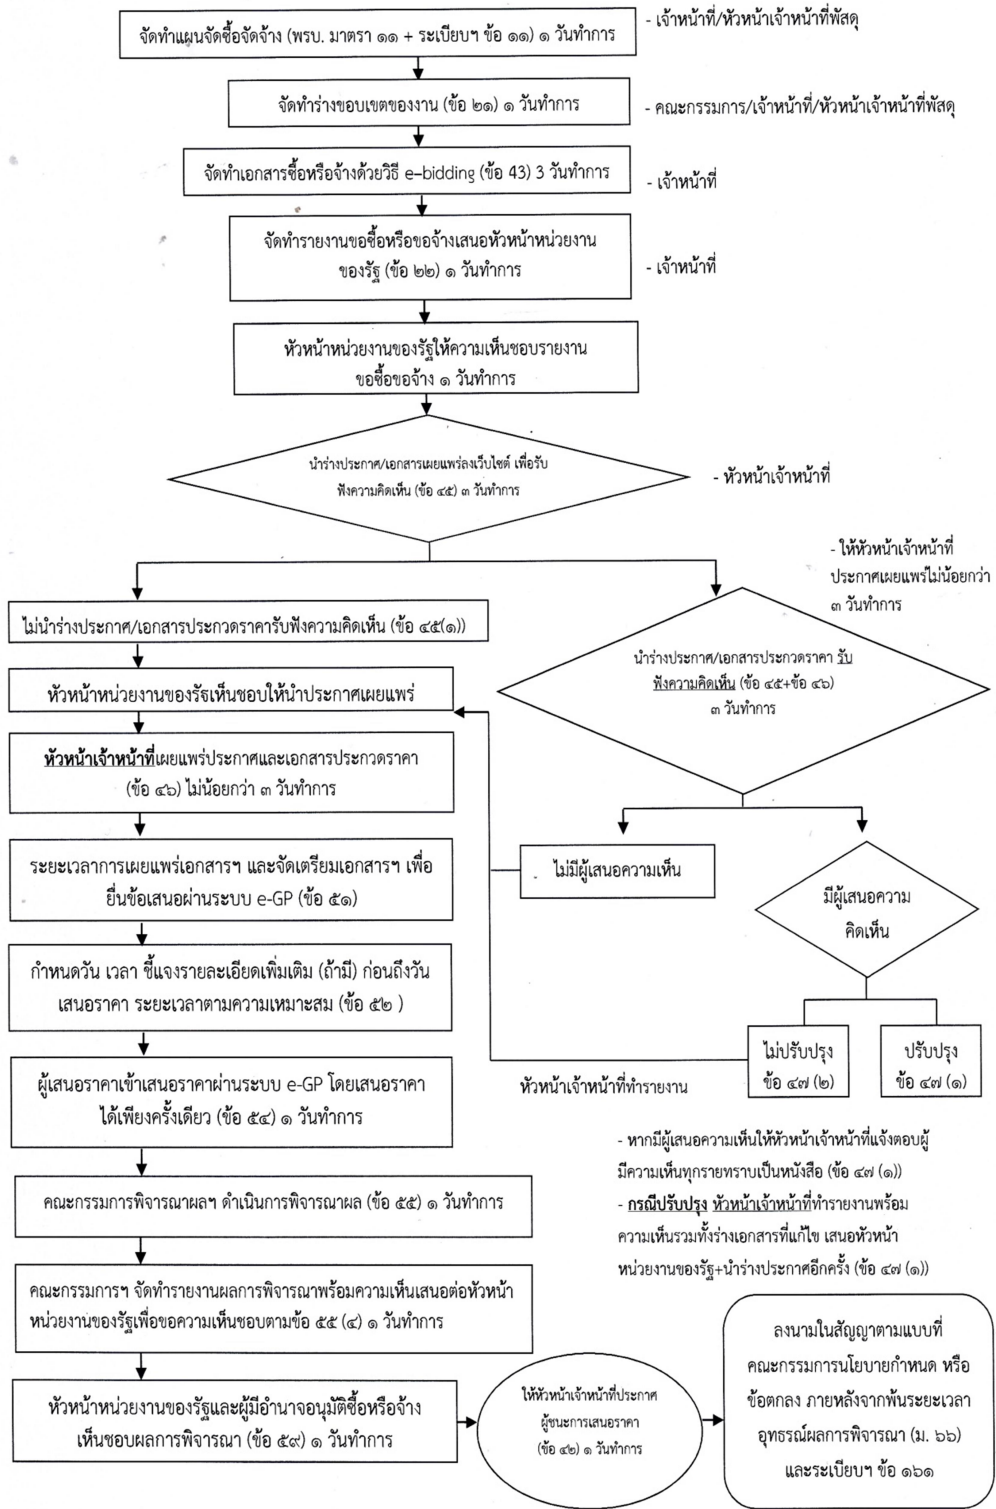 จัดทำแผนจัดซื้อจัดจ้าง (พรบ. มาตรา ๑๑ + ระเบียบฯ ข้อ ๑๑) ๑ วันทำการ
- เจ้าหน้าที่/หัวหน้าเจ้าหน้าที่พัสดุ
จัดทำร่างขอบเขตของงาน (ข้อ ๒๑) ๑ วันทำการ
- คณะกรรมการ/เจ้าหน้าที่/หัวหน้าเจ้าหน้าที่พัสดุ
จัดทำเอกสารซื้อหรือจ้างด้วยวิธี e-bidding (ข้อ 43) 3 วันทำการ
- เจ้าหน้าที่
จัดทำรายงานขอซื้อหรือขอจ้างเสนอหัวหน้าหน่วยงาน
ของรัฐ (ข้อ ๒๒) ๑ วันทำการ
- เจ้าหน้าที่
หัวหน้าหน่วยงานของรัฐให้ความเห็นชอบรายงาน
ขอซื้อขอจ้าง ๑ วันทำการ
นำร่างประกาศ/เอกสารเผยแพร่ลงเว็บไซต์ เพื่อรับ
ฟังความคิดเห็น (ข้อ ๔๕) ๓ วันทำการ
- หัวหน้าเจ้าหน้าที่
- ให้หัวหน้าเจ้าหน้าที่
ประกาศเผยแพร่ไม่น้อยกว่า
๓ วันทำการ
ไม่นำร่างประกาศ/เอกสารประกวดราคารับฟังความคิดเห็น (ข้อ ๔๕(๑))
นำร่างประกาศ/เอกสารประกวดราคา รับ
ฟังความคิดเห็น (ข้อ ๔๕+ข้อ ๔๖)
๓ วันทำการ
หัวหน้าหน่วยงานของรัฐเห็นชอบให้นำประกาศเผยแพร่
หัวหน้าเจ้าหน้าที่เผยแพร่ประกาศและเอกสารประกวดราคา
(ข้อ ๔๖) ไม่น้อยกว่า ๓ วันทำการ
ระยะเวลาการเผยแพร่เอกสารฯ และจัดเตรียมเอกสารฯ เพื่อ
ยื่นข้อเสนอผ่านระบบ e-GP (ข้อ ๕๑)
ไม่มีผู้เสนอความเห็น
มีผู้เสนอความ
คิดเห็น
กำหนดวัน เวลา ชี้แจงรายละเอียดเพิ่มเติม (ถ้ามี) ก่อนถึงวัน
เสนอราคา ระยะเวลาตามความเหมาะสม (ข้อ ๕๒ )
ไม่ปรับปรุง
ข้อ ๔๗ (๒)
ปรับปรุง
ข้อ ๔๗ (๑)
หัวหน้าเจ้าหน้าที่ทำรายงาน
ผู้เสนอราคาเข้าเสนอราคาผ่านระบบ e-GP โดยเสนอราคา
ได้เพียงครั้งเดียว (ข้อ ๕๔) ๑ วันทำการ
- หากมีผู้เสนอความเห็นให้หัวหน้าเจ้าหน้าที่แจ้งตอบผู้
มีความเห็นทุกรายทราบเป็นหนังสือ (ข้อ ๔๗ (๑))
- กรณีปรับปรุง หัวหน้าเจ้าหน้าที่ทำรายงานพร้อม
ความเห็นรวมทั้งร่างเอกสารที่แก้ไข เสนอหัวหน้า
หน่วยงานของรัฐ+นำร่างประกาศอีกครั้ง (ข้อ ๔๗ (๑))
คณะกรรมการพิจารณาผลฯ ดำเนินการพิจารณาผล (ข้อ ๕๕) ๑ วันทำการ
คณะกรรมการฯ จัดทำรายงานผลการพิจารณาพร้อมความเห็นเสนอต่อหัวหน้า
หน่วยงานของรัฐเพื่อขอความเห็นชอบตามข้อ ๕๕ (๔) ๑ วันทำการ
หัวหน้าหน่วยงานของรัฐและผู้มีอำนาจอนุมัติซื้อหรือจ้าง
เห็นชอบผลการพิจารณา (ข้อ ๕๙) ๑ วันทำการ
ให้หัวหน้าเจ้าหน้าที่ประกาศ
ผู้ชนะการเสนอราคา
(ข้อ ๔๒) ๑ วันทำการ
ลงนามในสัญญาตามแบบที่
คณะกรรมการนโยบายกำหนด หรือ
ข้อตกลง ภายหลังจากพ้นระยะเวลา
อุทธรณ์ผลการพิจารณา (ม. ๖๖)
และระเบียบฯ ข้อ ๑๖๑